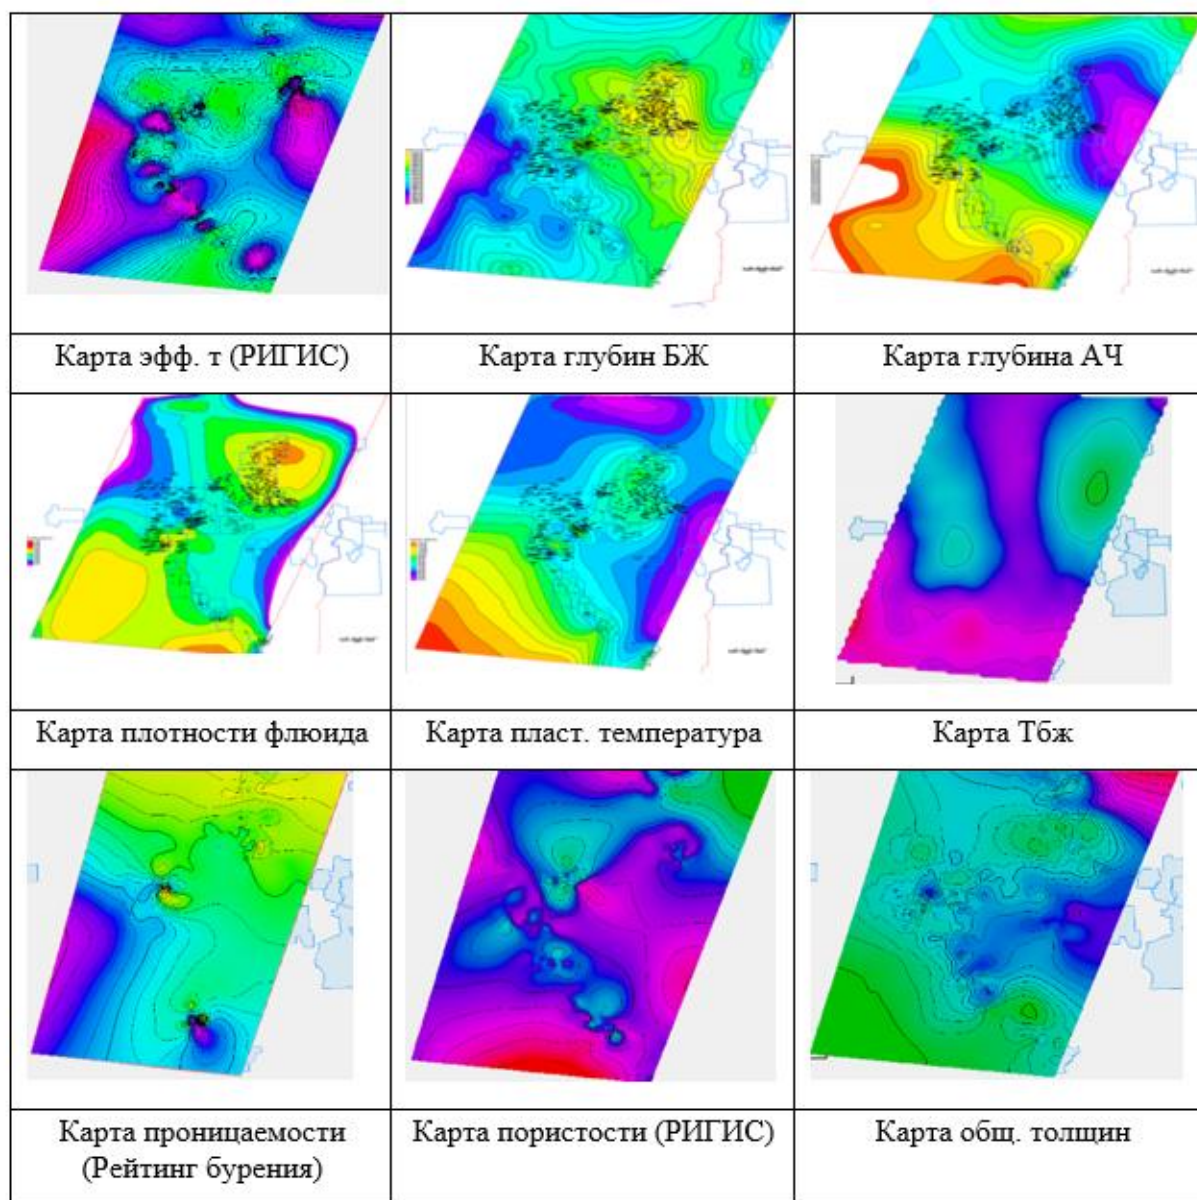 Карта эфф. т (РИГИС)
Карта глубин БЖ
Карта глубина АЧ
Карта плотности флюида
Карта пласт. температура
Карта Тбж
Карта проницаемости
(Рейтинг бурения)
Карта пористости (РИГИС)
Карта общ. толщин